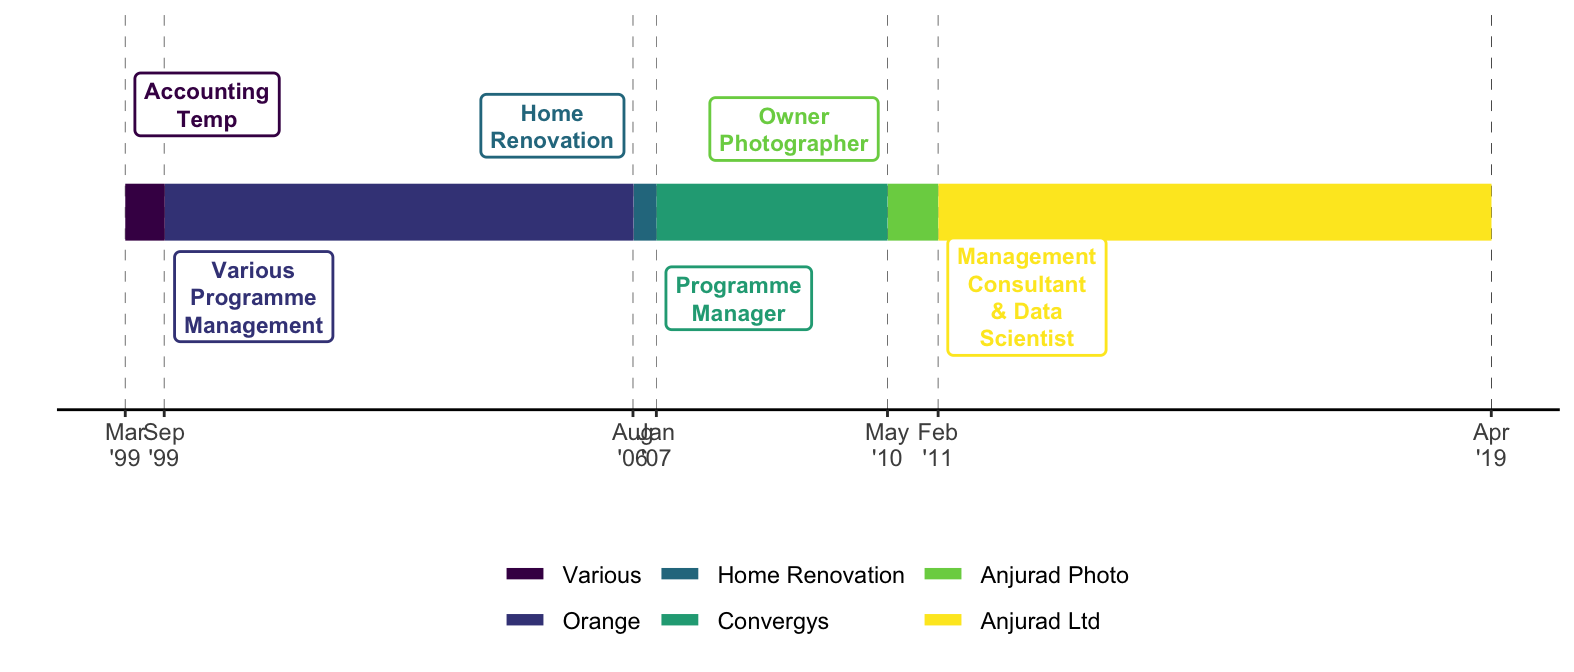 Accounting
Temp
Home
Renovation
Owner
Photographer
Various
Programme
Management
Programme
Manager
Management
Consultant
& Data
Scientist
Mar Sep Aug Jan May Feb Apr
'99 '99 '06 '07 '10 '11 '19
Various Home Renovation Anjurad Photo
Orange Convergys Anjurad Ltd